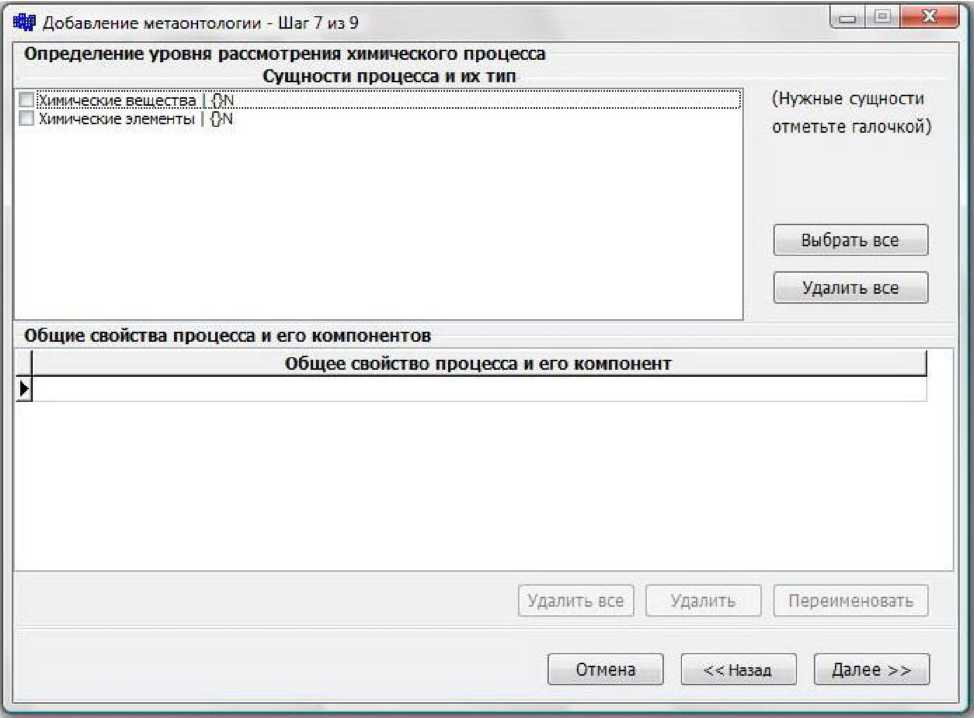 Добавление метаонтологии - Шаг 7 из 9
Определение уровня рассмотрения химического процесса
Сущности процесса и их тип
Химические вещества | {}N
Химические элементы | {}N
(Нужные сущности
отметьте галочкой)
Выбрать все
Удалить все
Общие свойства процесса и его компонентов
Общее свойство процесса и его компонент
Удалить все
Удалить
Переименовать
Отмена
<< Назад
Далее >>